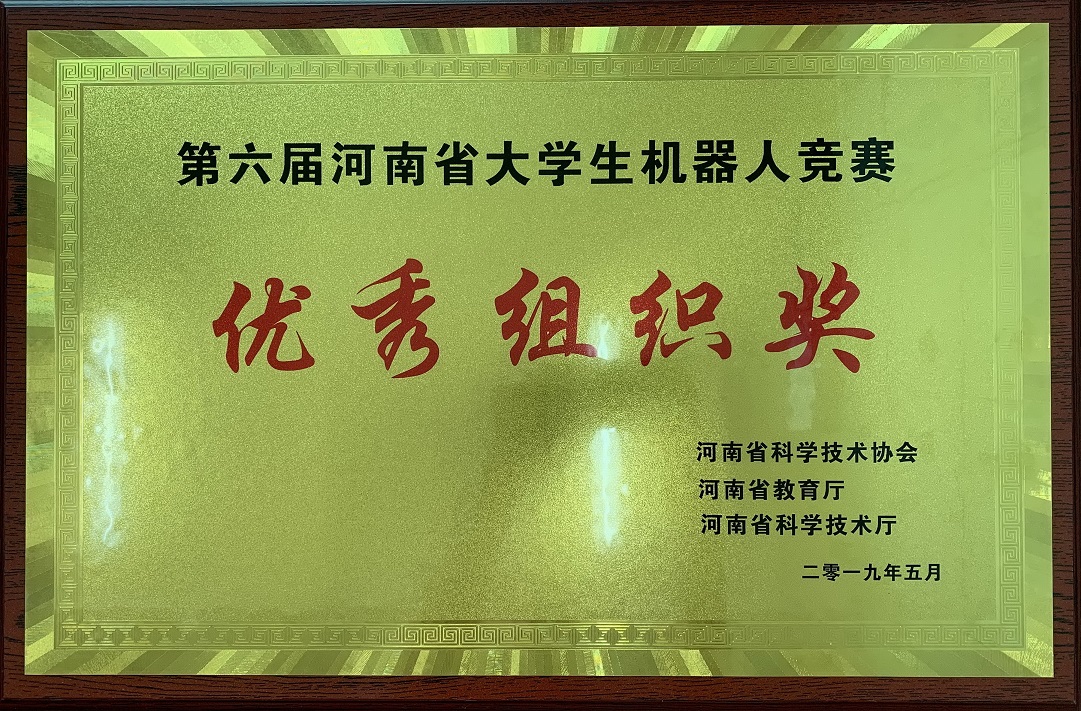 第六届河南省大学生机器人竞赛
优秀组织奖
河南省科学技术协会
河南省教育厅
河南省科学技术厅
二零一九年五月